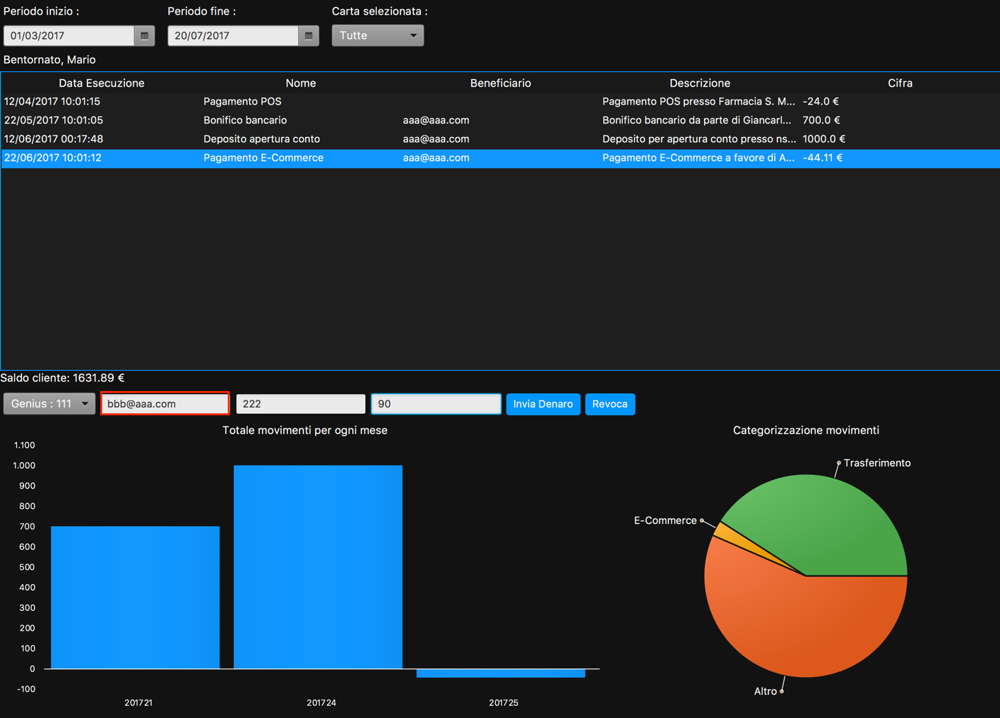 Periodo inizio : Periodo fine : Carta selezionata :
01/03/2017 20/07/2017 Tutte
Bentornato, Mario
Data Esecuzione Nome Beneficiario Descrizione Cifra
12/04/2017 10:01:15 Pagamento POS Pagamento POS presso Farmacia S. M... -24.0 €
22/05/2017 10:01:05 Bonifico bancario aaa@aaa.com Bonifico bancario da parte di Giancarl... 700.0 €
12/06/2017 00:17:48 Deposito apertura conto aaa@aaa.com Deposito per apertura conto presso ns... 1000.0 €
22/06/2017 10:01:12 Pagamento E-Commerce aaa@aaa.com Pagamento E-Commerce a favore di A... -44.11 €
Saldo cliente: 1631.89 €
Genius : 111 bbb@aaa.com 222 90 Invia Denaro Revoca
Totale movimenti per ogni mese
1.100
1.000
900
800
700
600
500
400
300
200
100
0
-100
201721 201724 201725
Categorizzazione movimenti
Trasferimento
E-Commerce
Altro